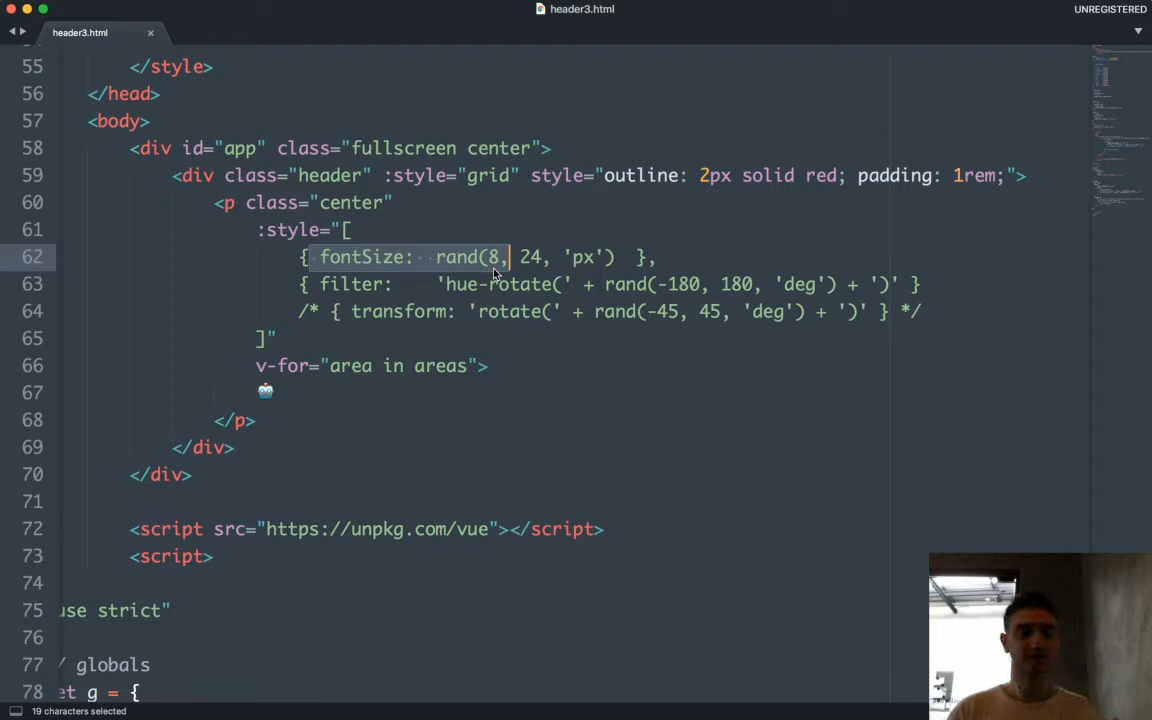 header3.html
UNREGISTERED
header3.html ×
55 </style>
56 </head>
57 <body>
58 <div id="app" class="fullscreen center">
59 <div class="header" :style="grid" style="outline: 2px solid red; padding: 1rem;">
60 <p class="center"
61 :style="[
62 { fontSize: rand(8, 24, 'px') },
63 { filter: 'hue-rotate(' + rand(-180, 180, 'deg') + ')' }
64 /* { transform: 'rotate(' + rand(-45, 45, 'deg') + ')' } */
65 ]"
66 v-for="area in areas">
67 🤖
68 </p>
69 </div>
70 </div>
71
72 <script src="https://unpkg.com/vue"></script>
73 <script>
74
75 use strict"
76
77 / globals
78 et g = {
19 characters selected